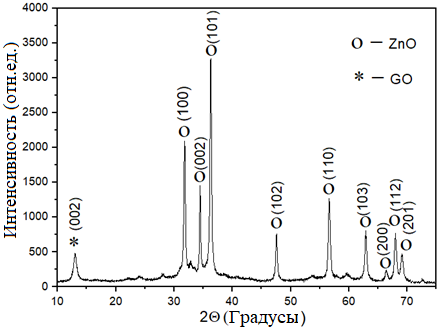 4000
3500
3000
2500
2000
1500
1000
500
0
Интенсивность (отн.ед.)
* (002)
O (100)
O (002)
O (101)
O (102)
O (110)
O (103)
O (200)
O (112)
O (201)
O – ZnO
* – GO
10 20 30 40 50 60 70
2Θ (Градусы)